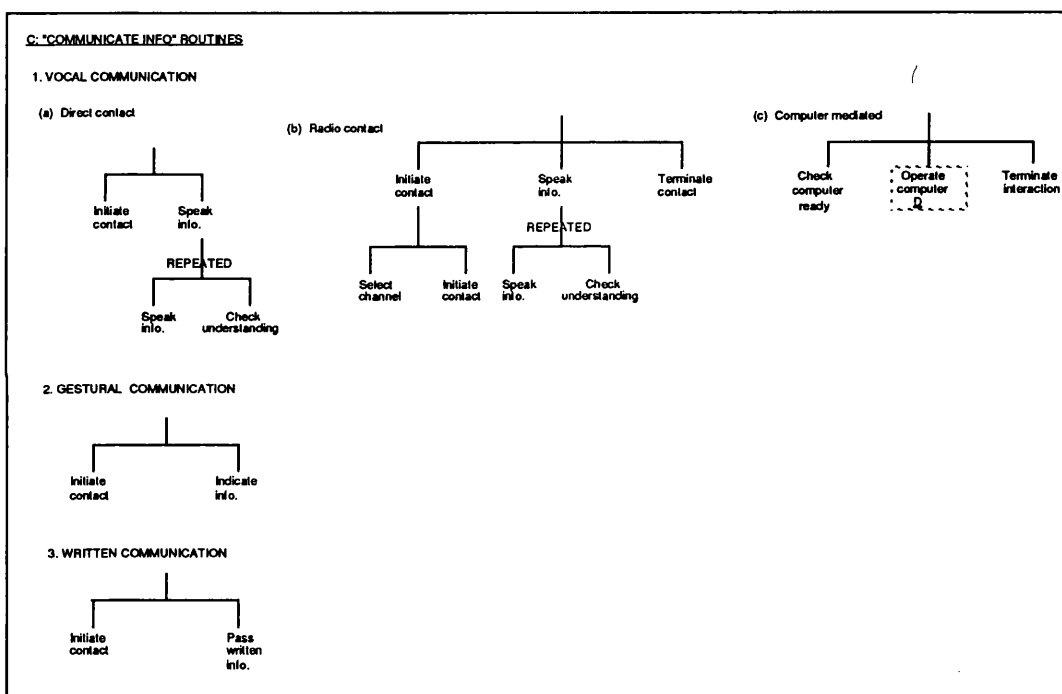 C: "COMMUNICATE INFO" ROUTINES
1. VOCAL COMMUNICATION
(a) Direct contact
Initiate
contact
Speak
info.
REPEATED
Speak
info.
Check
understanding
(b) Radio contact
Initiate
contact
Speak
info.
Terminate
contact
REPEATED
Select
channel
Initiate
contact
Speak
info.
Check
understanding
(c) Computer mediated
Check
computer
ready
Operate
computer
D
Terminate
interaction
2. GESTURAL COMMUNICATION
Initiate
contact
Indicate
info.
3. WRITTEN COMMUNICATION
Initiate
contact
Pass
written
info.